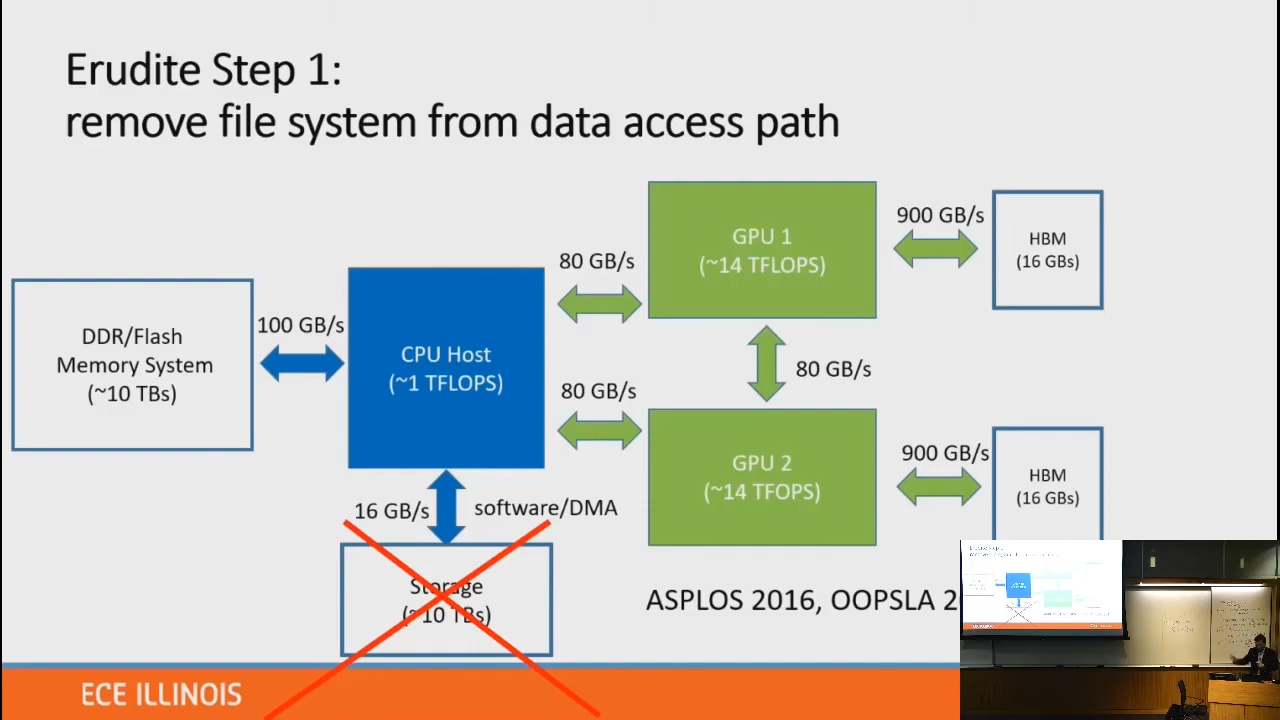 Erudite Step 1:
remove file system from data access path
DDR/Flash
Memory System
(~10 TBs)
100 GB/s
CPU Host
(~1 TFLOPS)
80 GB/s
80 GB/s
GPU 1
(~14 TFLOPS)
900 GB/s
HBM
(16 GBs)
80 GB/s
GPU 2
(~14 TFOPS)
900 GB/s
HBM
(16 GBs)
16 GB/s
software/DMA
Storage
(~10 TBs)
ASPLOS 2016, OOPSLA 2
ECE ILLINOIS